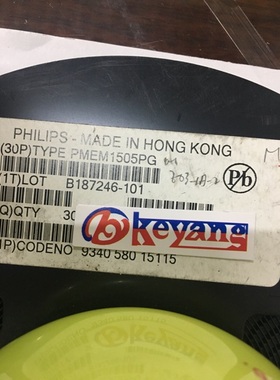 PHILIPS - MADE IN HONG KONG
(30P)TYPE PMEM1505PG
(1T)LOT B187246-101
Pb
Q)QTY 30
keyang
1P)CODENO 9340 580 15115
keyang